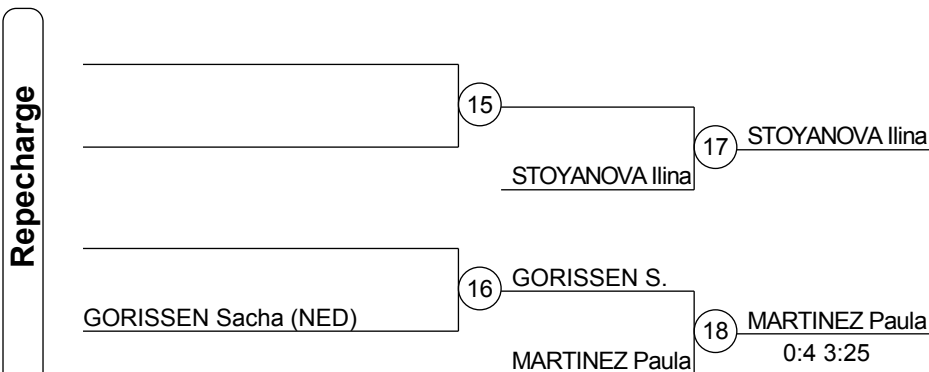 Repecharge
15
17
STOYANOVA Ilina
STOYANOVA Ilina
16
GORISSEN S.
GORISSEN Sacha (NED)
18
MARTINEZ Paula
MARTINEZ Paula
0:4 3:25